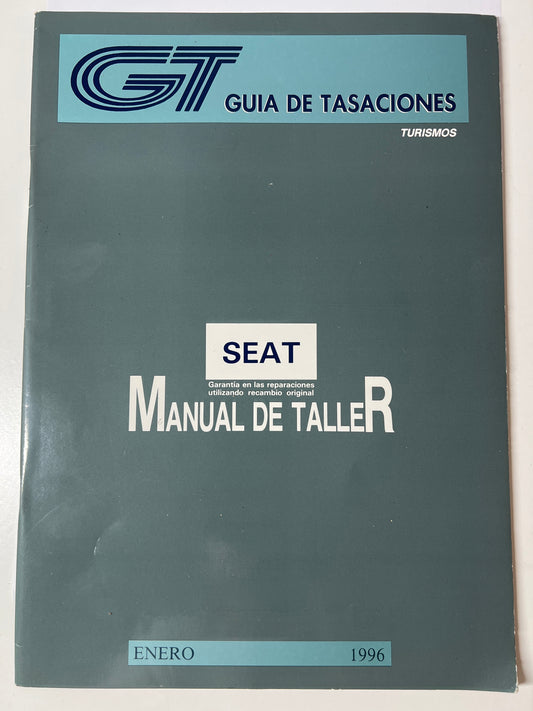 GT GUIA DE TASACIONES
TURISMOS
SEAT
Garantía en las reparaciones
utilizando recambio original
MANUAL DE TALLER
ENERO 1996